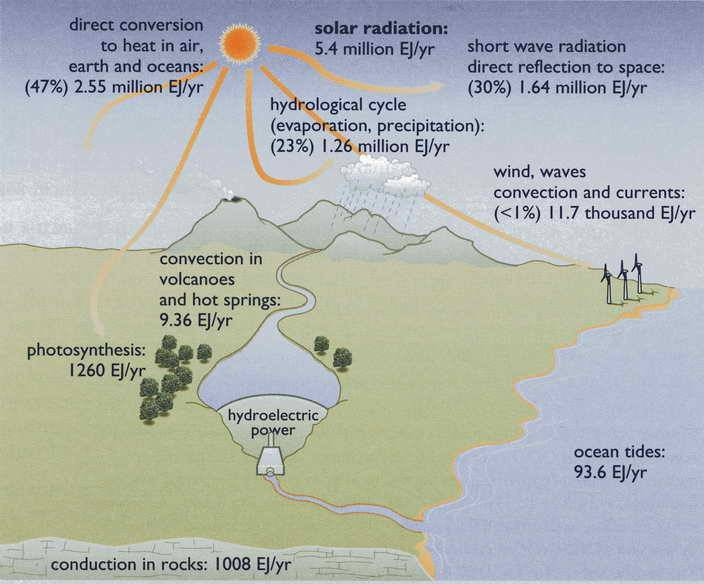 direct conversion
to heat in air,
earth and oceans:
(47%) 2.55 million EJ/yr
solar radiation:
5.4 million EJ/yr
short wave radiation
direct reflection to space:
(30%) 1.64 million EJ/yr
hydrological cycle
(evaporation, precipitation):
(23%) 1.26 million EJ/yr
wind, waves
convection and currents:
(<1%) 11.7 thousand EJ/yr
convection in
volcanoes
and hot springs:
9.36 EJ/yr
photosynthesis:
1260 EJ/yr
hydroelectric
power
ocean tides:
93.6 EJ/yr
conduction in rocks: 1008 EJ/yr